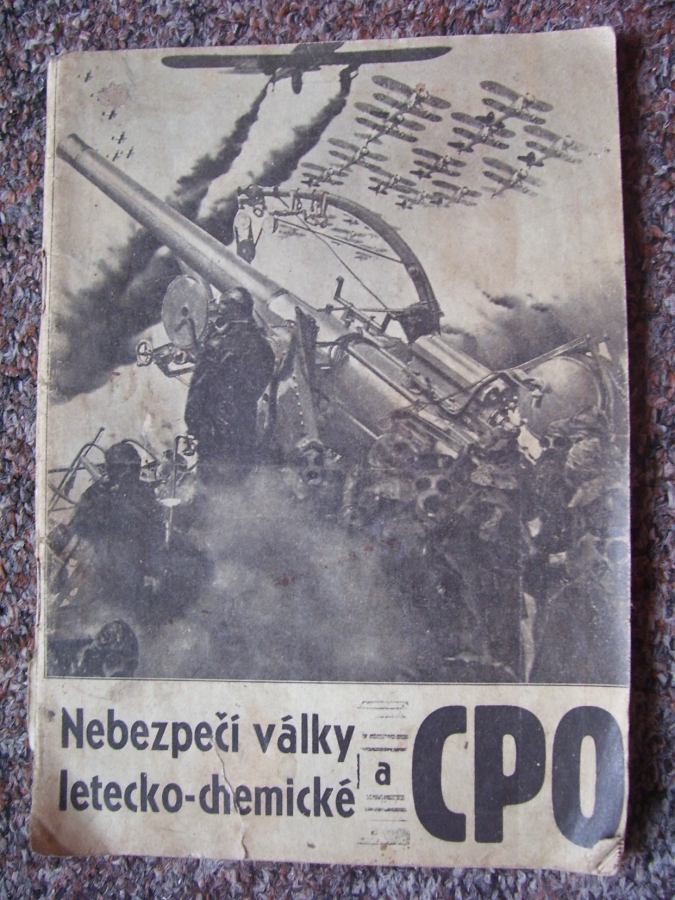 Nebezpečí války
letecko-chemické
a
CPO